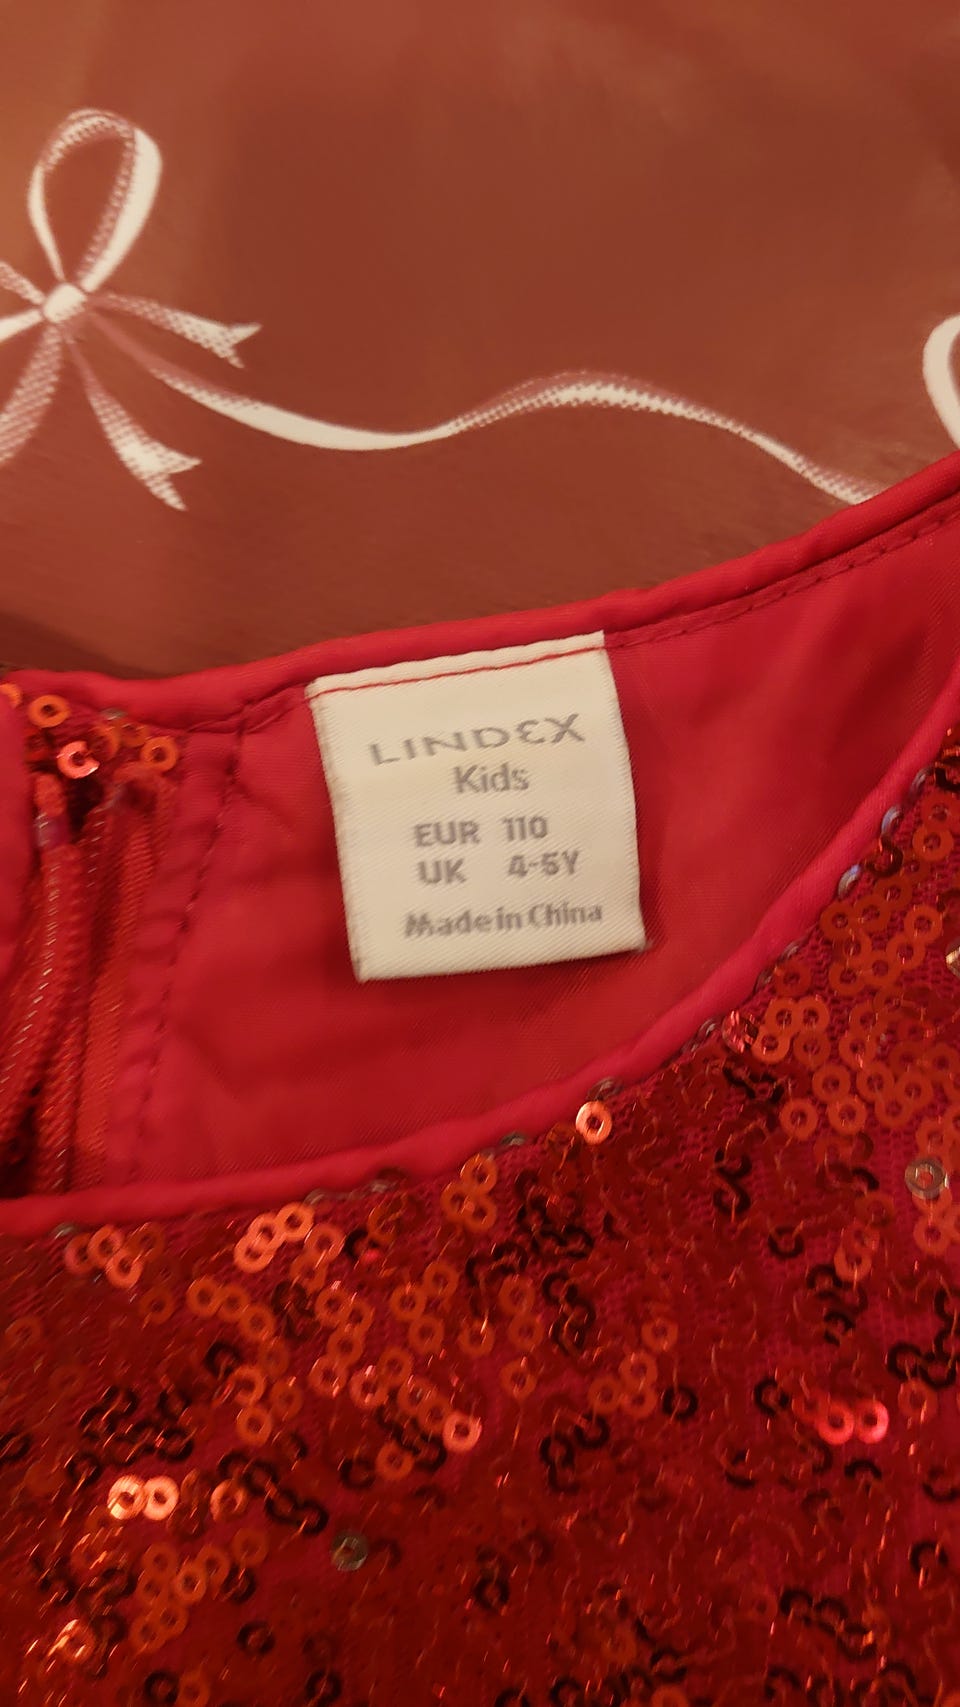 LINDEX
Kids
EUR 110
UK 4-5Y
Made in China